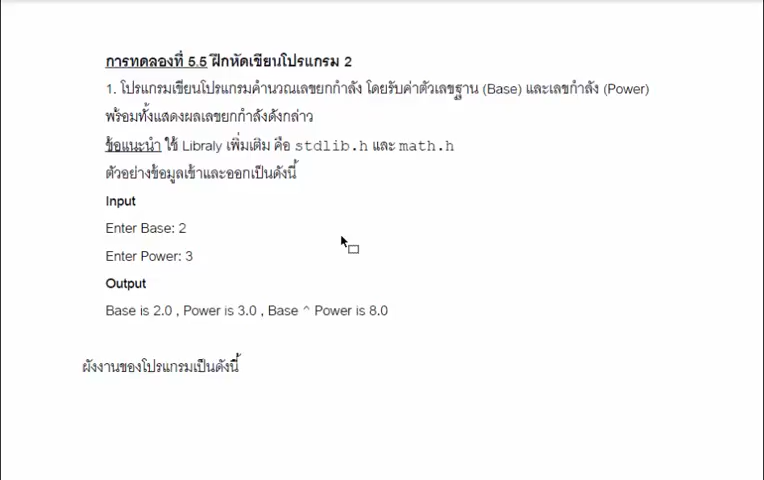 การทดลองที่ 5.5 ฝึกหัดเขียนโปรแกรม 2
1. โปรแกรมเขียนโปรแกรมคำนวณเลขยกกำลัง โดยรับค่าตัวเลขฐาน (Base) และเลขกำลัง (Power)
พร้อมทั้งแสดงผลเลขยกกำลังดังกล่าว
ข้อแนะนำ ใช้ Libraly เพิ่มเติม คือ stdlib.h และ math.h
ตัวอย่างข้อมูลเข้าและออกเป็นดังนี้
Input
Enter Base: 2
Enter Power: 3
Output
Base is 2.0 , Power is 3.0 , Base ^ Power is 8.0
ผังงานของโปรแกรมเป็นดังนี้